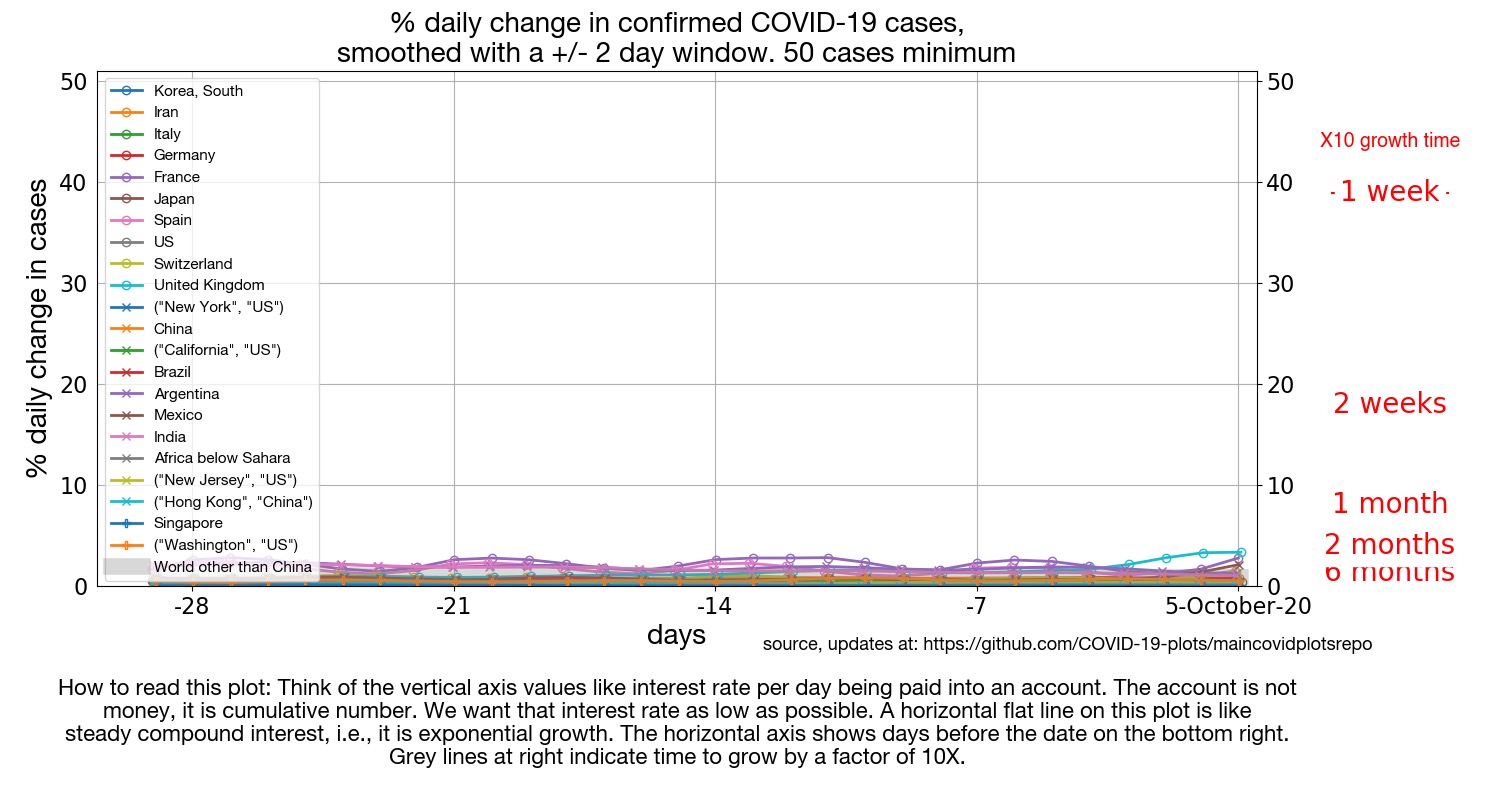 % daily change in confirmed COVID-19 cases,
smoothed with a +/- 2 day window. 50 cases minimum
% daily change in cases
50
40
30
20
10
0
Korea, South
Iran
Italy
Germany
France
Japan
Spain
US
Switzerland
United Kingdom
("New York", "US")
China
("California", "US")
Brazil
Argentina
Mexico
India
Africa below Sahara
("New Jersey", "US")
("Hong Kong", "China")
Singapore
("Washington", "US")
World other than China
50
40
30
20
10
0
X10 growth time
- 1 week -
2 weeks
1 month
2 months
6 months
-28 -21 -14 -7 5-October-20
days
source, updates at: https://github.com/COVID-19-plots/maincovidplotsrepo
How to read this plot: Think of the vertical axis values like interest rate per day being paid into an account. The account is not
money, it is cumulative number. We want that interest rate as low as possible. A horizontal flat line on this plot is like
steady compound interest, i.e., it is exponential growth. The horizontal axis shows days before the date on the bottom right.
Grey lines at right indicate time to grow by a factor of 10X.